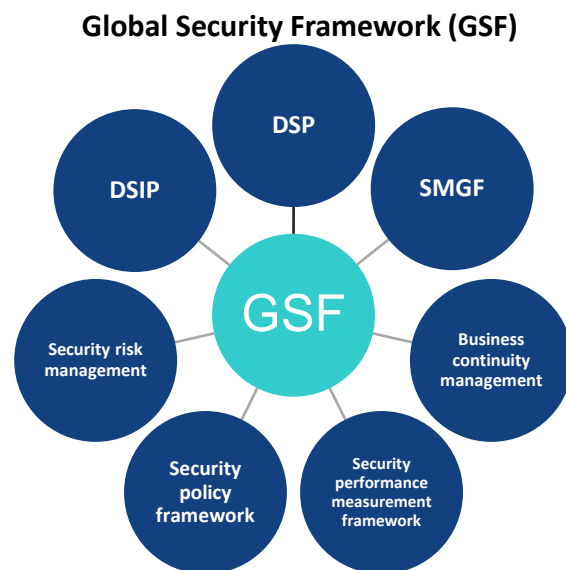 Global Security Framework (GSF)
DSP
DSIP
SMGF
GSF
Security risk
management
Business
continuity
management
Security
policy
framework
Security
performance
measurement
framework